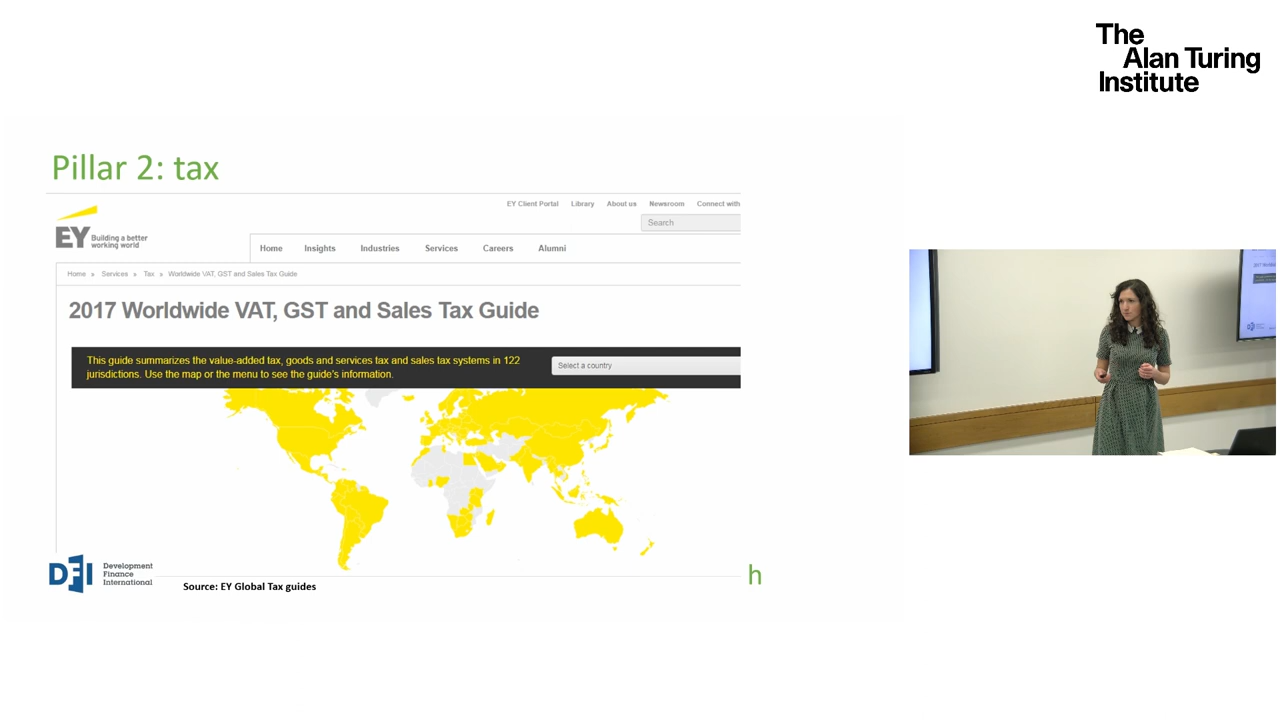 The
Alan Turing
Institute
Pillar 2: tax
EY Client Portal Library About us Newsroom Connect with
Search
EY Building a better
working world
Home Insights Industries Services Careers Alumni
Home » Services » Tax » Worldwide VAT, GST and Sales Tax Guide
2017 Worldwide VAT, GST and Sales Tax Guide
This guide summarizes the value-added tax, goods and services tax and sales tax systems in 122
jurisdictions. Use the map or the menu to see the guide's information.
Select a country
DFI Development
Finance
International
Source: EY Global Tax guides
h